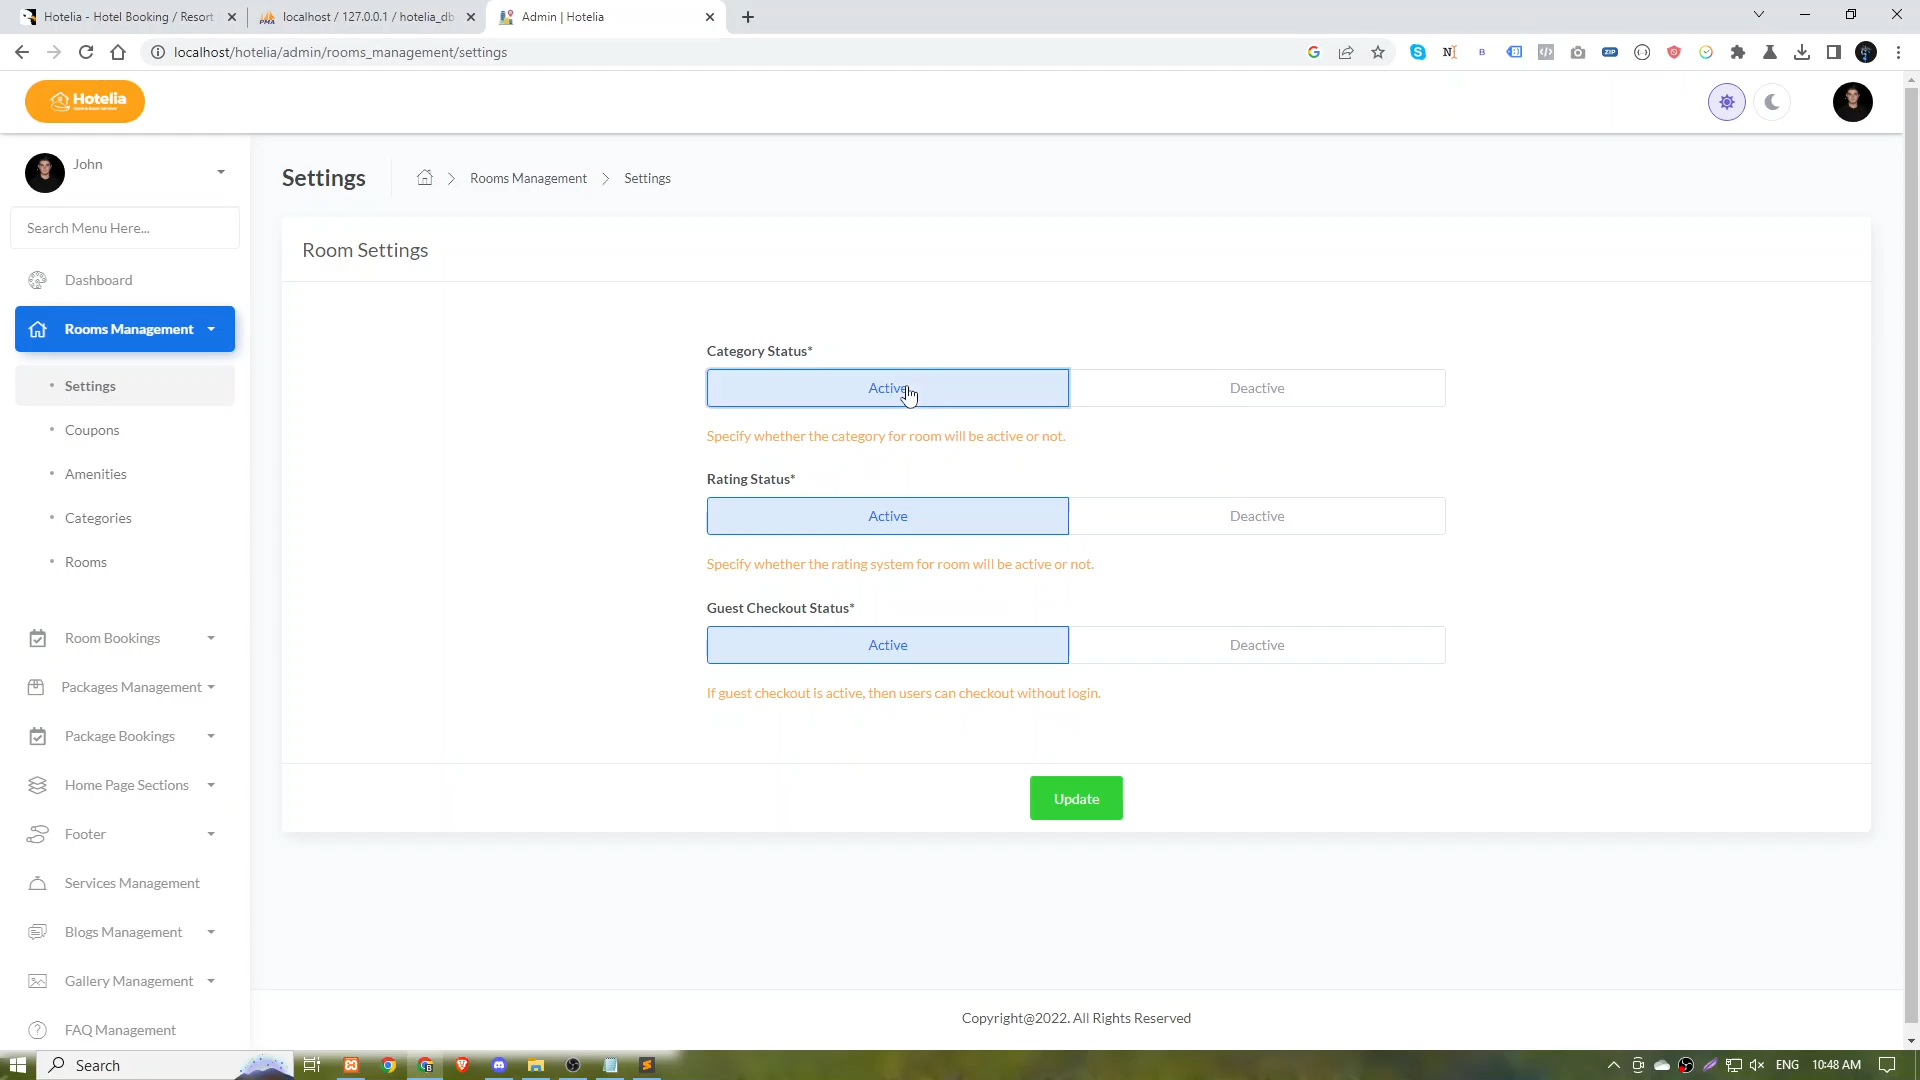 Hotelia - Hotel Booking / Resort
localhost / 127.0.0.1 / hotelia_db
Admin | Hotelia
localhost/hotelia/admin/rooms_management/settings
Hotelia
John
Search Menu Here...
Dashboard
Rooms Management
Settings
Coupons
Amenities
Categories
Rooms
Room Bookings
Packages Management
Package Bookings
Home Page Sections
Footer
Services Management
Blogs Management
Gallery Management
FAQ Management
Settings
Rooms Management
Settings
Room Settings
Category Status*
Active
Deactive
Specify whether the category for room will be active or not.
Rating Status*
Active
Deactive
Specify whether the rating system for room will be active or not.
Guest Checkout Status*
Active
Deactive
If guest checkout is active, then users can checkout without login.
Update
Copyright@2022. All Rights Reserved
Search
ENG
10:48 AM